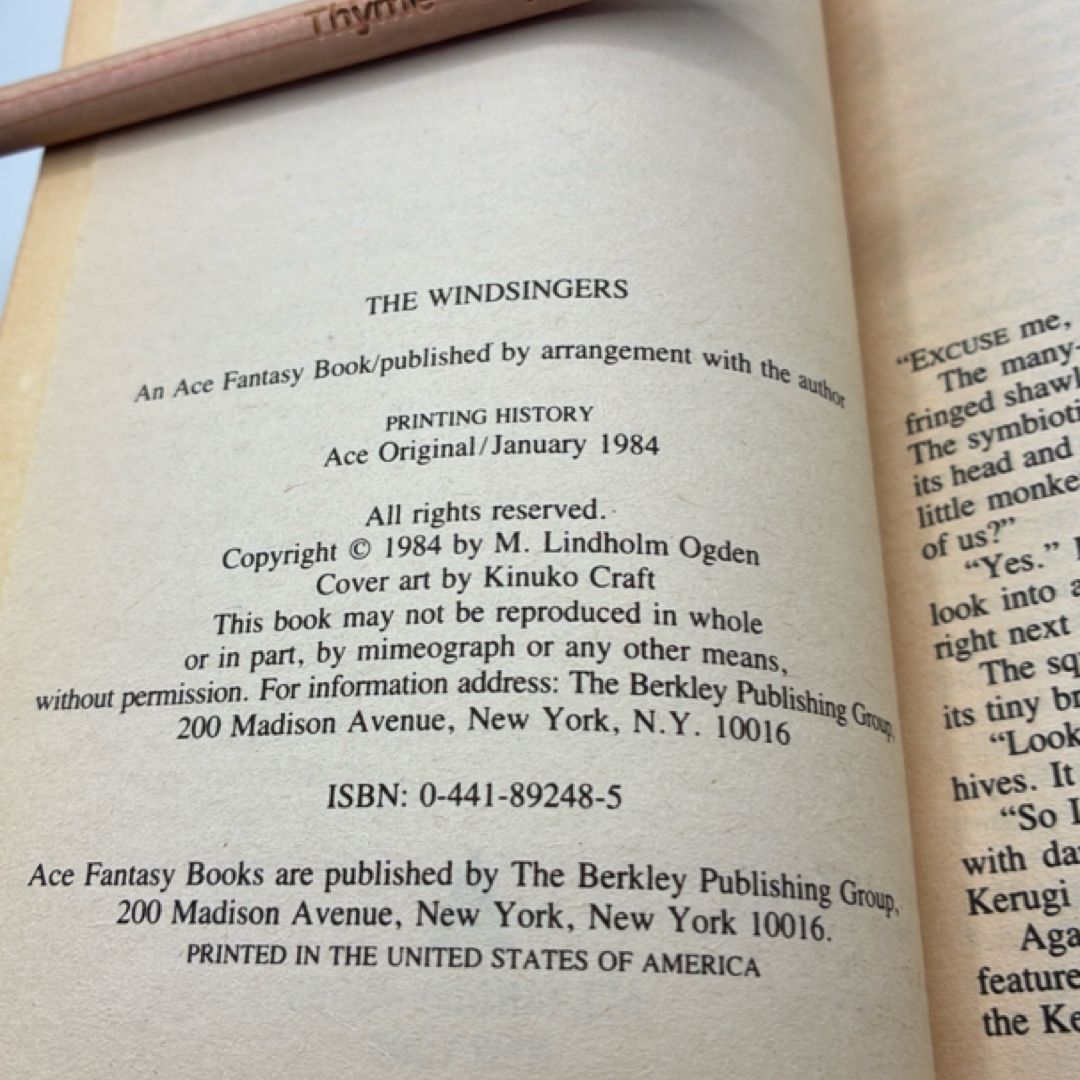 Thyme
THE WINDSINGERS
An Ace Fantasy Book/published by arrangement with the author
PRINTING HISTORY
Ace Original/January 1984
All rights reserved.
Copyright © 1984 by M. Lindholm Ogden
Cover art by Kinuko Craft
This book may not be reproduced in whole
or in part, by mimeograph or any other means,
without permission. For information address: The Berkley Publishing Group,
200 Madison Avenue, New York, N.Y. 10016
ISBN: 0-441-89248-5
Ace Fantasy Books are published by The Berkley Publishing Group,
200 Madison Avenue, New York, New York 10016.
PRINTED IN THE UNITED STATES OF AMERICA
“EXCUSE me,
The many-
fringed shawl
The symbioti
its head and
little monke
of us?”
“Yes.”
look into a
right next
The sq
its tiny br
“Look
hives. It
“So I
with da
Kerugi
Aga
feature
the Ke